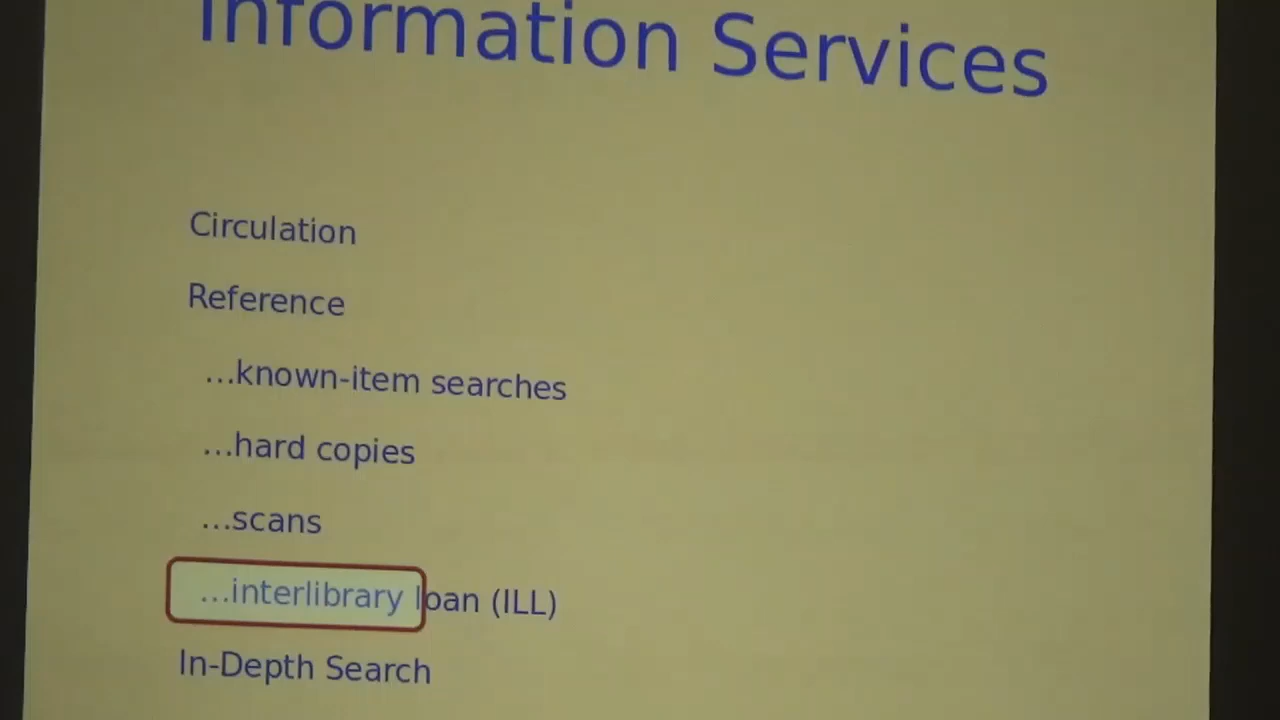 Information Services
Circulation
Reference
...known-item searches
...hard copies
...scans
...interlibrary loan (ILL)
In-Depth Search